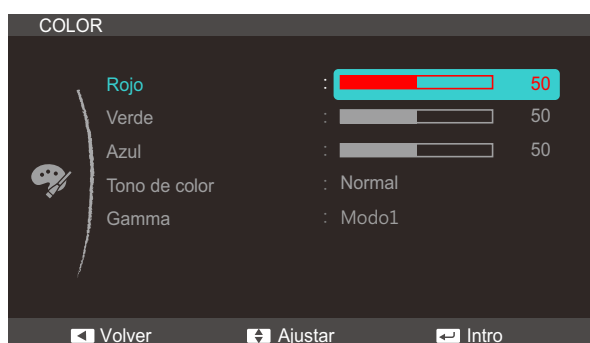 COLOR
Rojo : 50
Verde : 50
Azul : 50
Tono de color : Normal
Gamma : Modo1
Volver Ajustar Intro